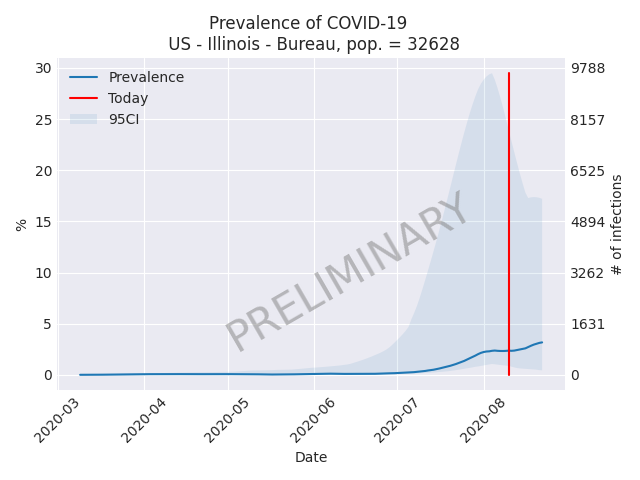 Prevalence of COVID-19
US - Illinois - Bureau, pop. = 32628
Prevalence
Today
95CI
30
25
20
15
10
5
0
%
9788
8157
6525
4894
3262
1631
0
# of infections
PRELIMINARY
2020-03
2020-04
2020-05
2020-06
2020-07
2020-08
Date